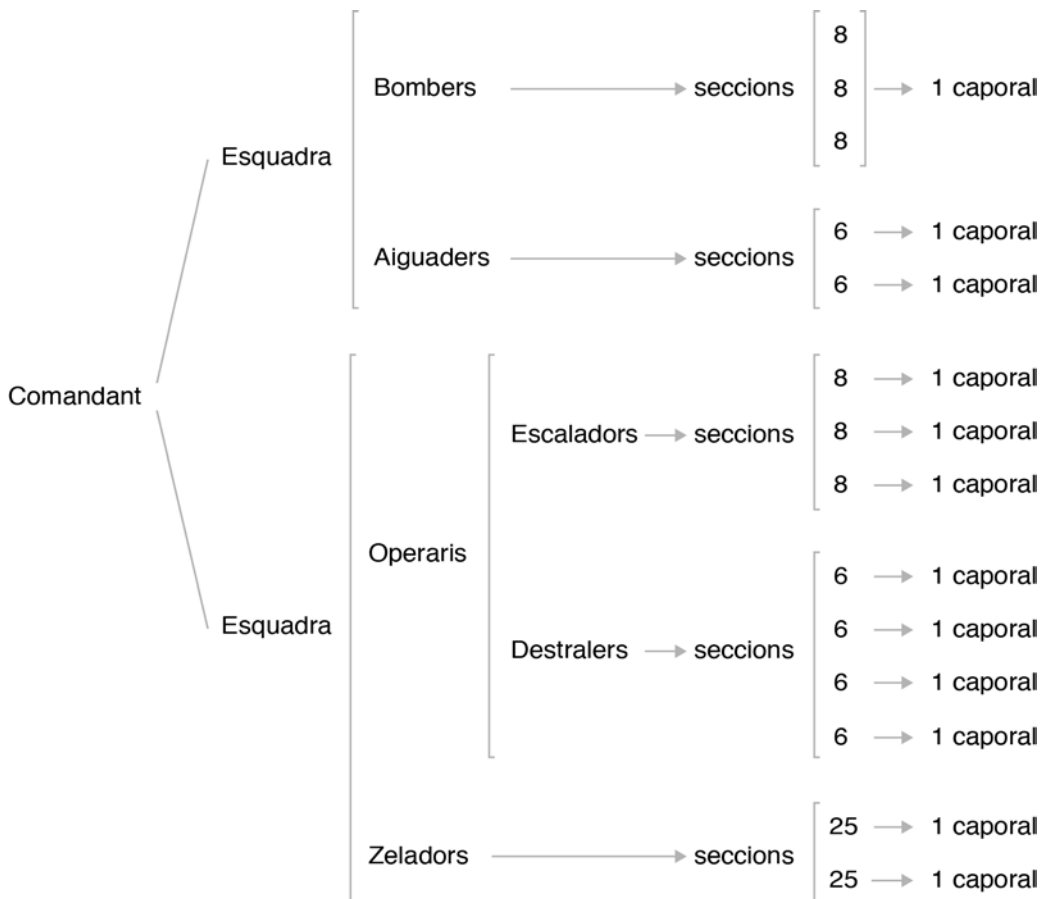 8
Bombers seccions 8 1 caporal
8
Esquadra
6 1 caporal
Aiguaders seccions
6 1 caporal
8 1 caporal
Comandant
Escaladors seccions 8 1 caporal
8 1 caporal
Operaris
6 1 caporal
Esquadra
6 1 caporal
Destralers seccions
6 1 caporal
6 1 caporal
25 1 caporal
Zeladors seccions
25 1 caporal